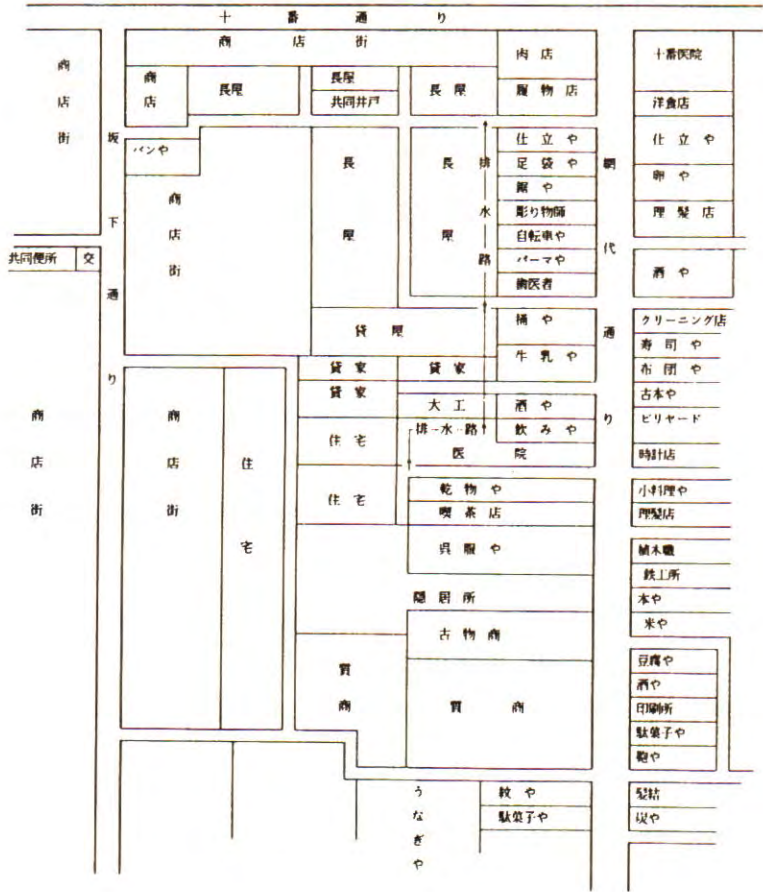 十番通り
商店街
肉店
履物店
商店街
商店
長屋
長屋
共同井戸
長屋
坂下通り
パンや
商店街
長屋
長屋
排水路
仕立や
足袋や
鋸や
彫り物師
自転車や
パーマや
歯医者
網代通り
十番医院
洋食店
仕立や
卵や
理髪店
酒や
共同便所
交
貸屋
桶や
牛乳や
貸家
貸家
貸家
大工
酒や
飲みや
排水路
医院
住宅
住宅
商店街
商店街
住宅
クリーニング店
寿司や
布団や
古本や
ビリヤード
時計店
乾物や
喫茶店
呉服や
隠居所
古物商
質商
質商
小料理や
理髪店
植木職
鉄工所
本や
米や
豆腐や
酒や
印刷所
駄菓子や
鞄や
うなぎや
紋や
駄菓子や
髪結
炭や